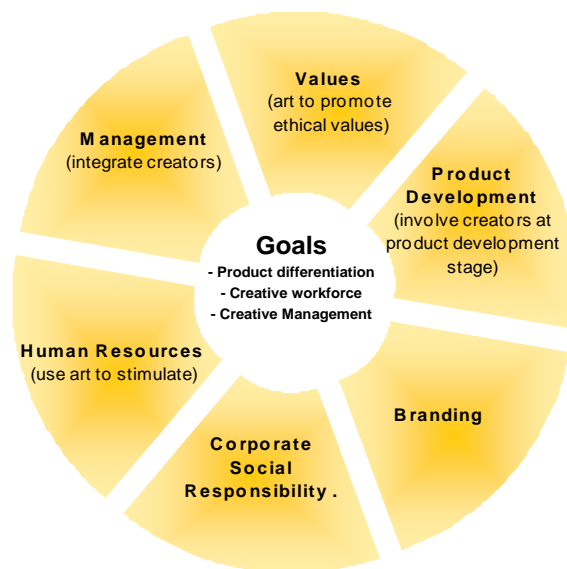 Values
(art to promote
ethical values)
Management
(integrate creators)
Product
Development
(involve creators at
product development
stage)
Goals
- Product differentiation
- Creative workforce
- Creative Management
Human Resources
(use art to stimulate)
Branding
Corporate
Social
Responsibility .